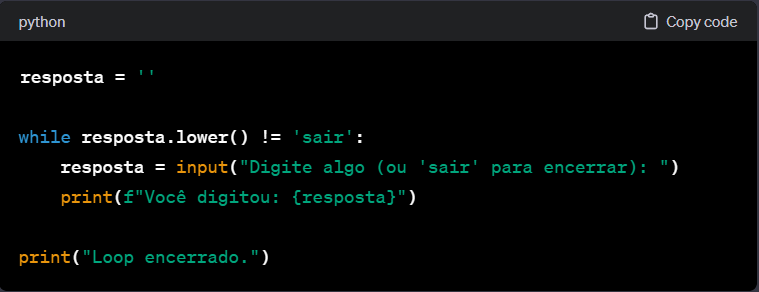 python Copy code
resposta = ''
while resposta.lower() != 'sair':
    resposta = input("Digite algo (ou 'sair' para encerrar): ")
    print(f"Você digitou: {resposta}")
print("Loop encerrado.")